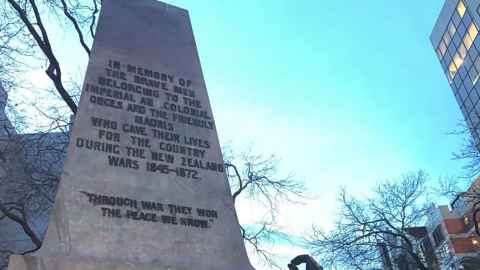 IN MEMORY OF
THE BRAVE MEN
BELONGING TO THE
IMPERIAL AND COLONIAL
FORCES AND THE FRIENDLY
MAORIS
WHO GAVE THEIR LIVES
FOR THE COUNTRY
DURING THE NEW ZEALAND
WARS 1845-1872.
"THROUGH WAR THEY WON
THE PEACE WE KNOW."